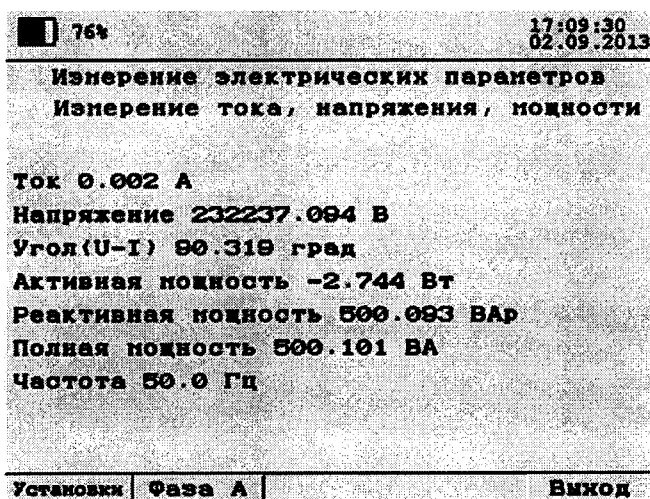 76%
17:09:30
02.09.2013
Измерение электрических параметров
Измерение тока, напряжения, мощности
Ток 0.002 А
Напряжение 232237.094 В
Угол(U-I) 90.319 град
Активная мощность -2.744 Вт
Реактивная мощность 500.093 ВАр
Полная мощность 500.101 ВА
Частота 50.0 Гц
Установки Фаза А Выход